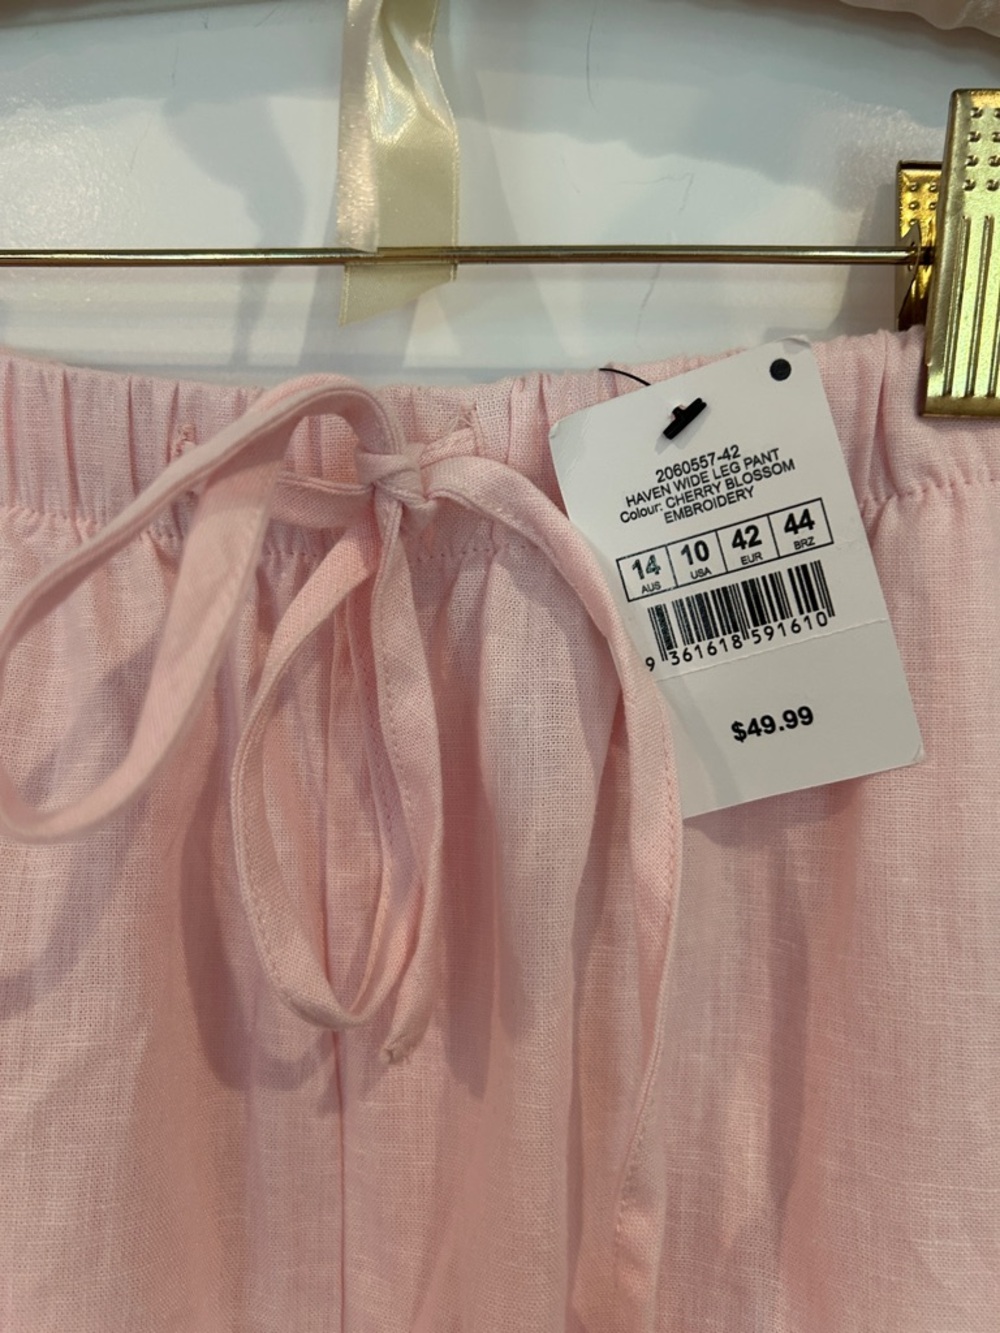 2060557-42
HAVEN WIDE LEG PANT
Colour: CHERRY BLOSSOM
EMBROIDERY
14 10 42 44
AUS USA EUR BRZ
9 361618 591610
$49.99